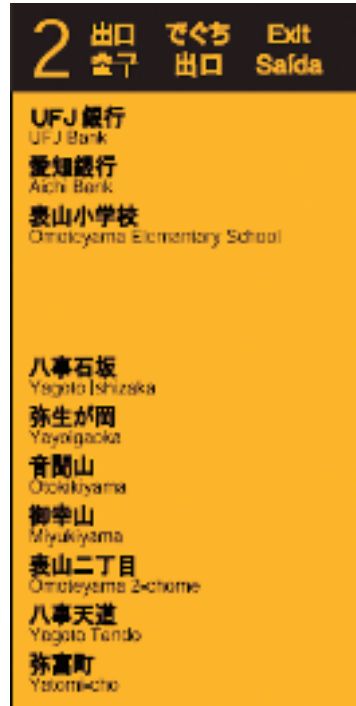 2 出口 でぐち Exit
출구 出口 Saída
UFJ銀行
UFJ Bank
愛知銀行
Aichi Bank
表山小学校
Omoteyama Elementary School
八事石坂
Yagoto Ishizaka
弥生が岡
Yayoigaoka
音聞山
Otokikiyama
御幸山
Miyukiyama
表山二丁目
Omoteyama 2-chome
八事天道
Yagoto Tendo
弥富町
Yatomi-cho